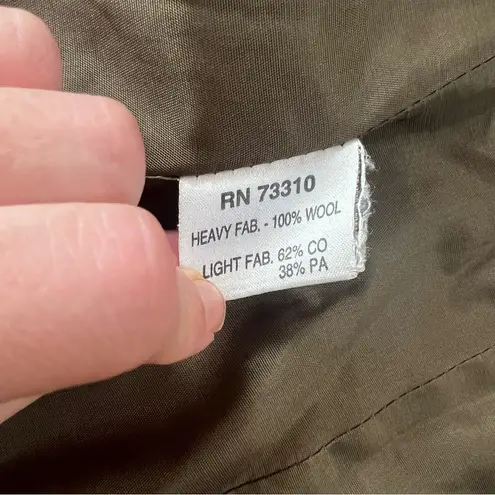 RN 73310
HEAVY FAB. - 100% WOOL
LIGHT FAB. 62% CO
38% PA